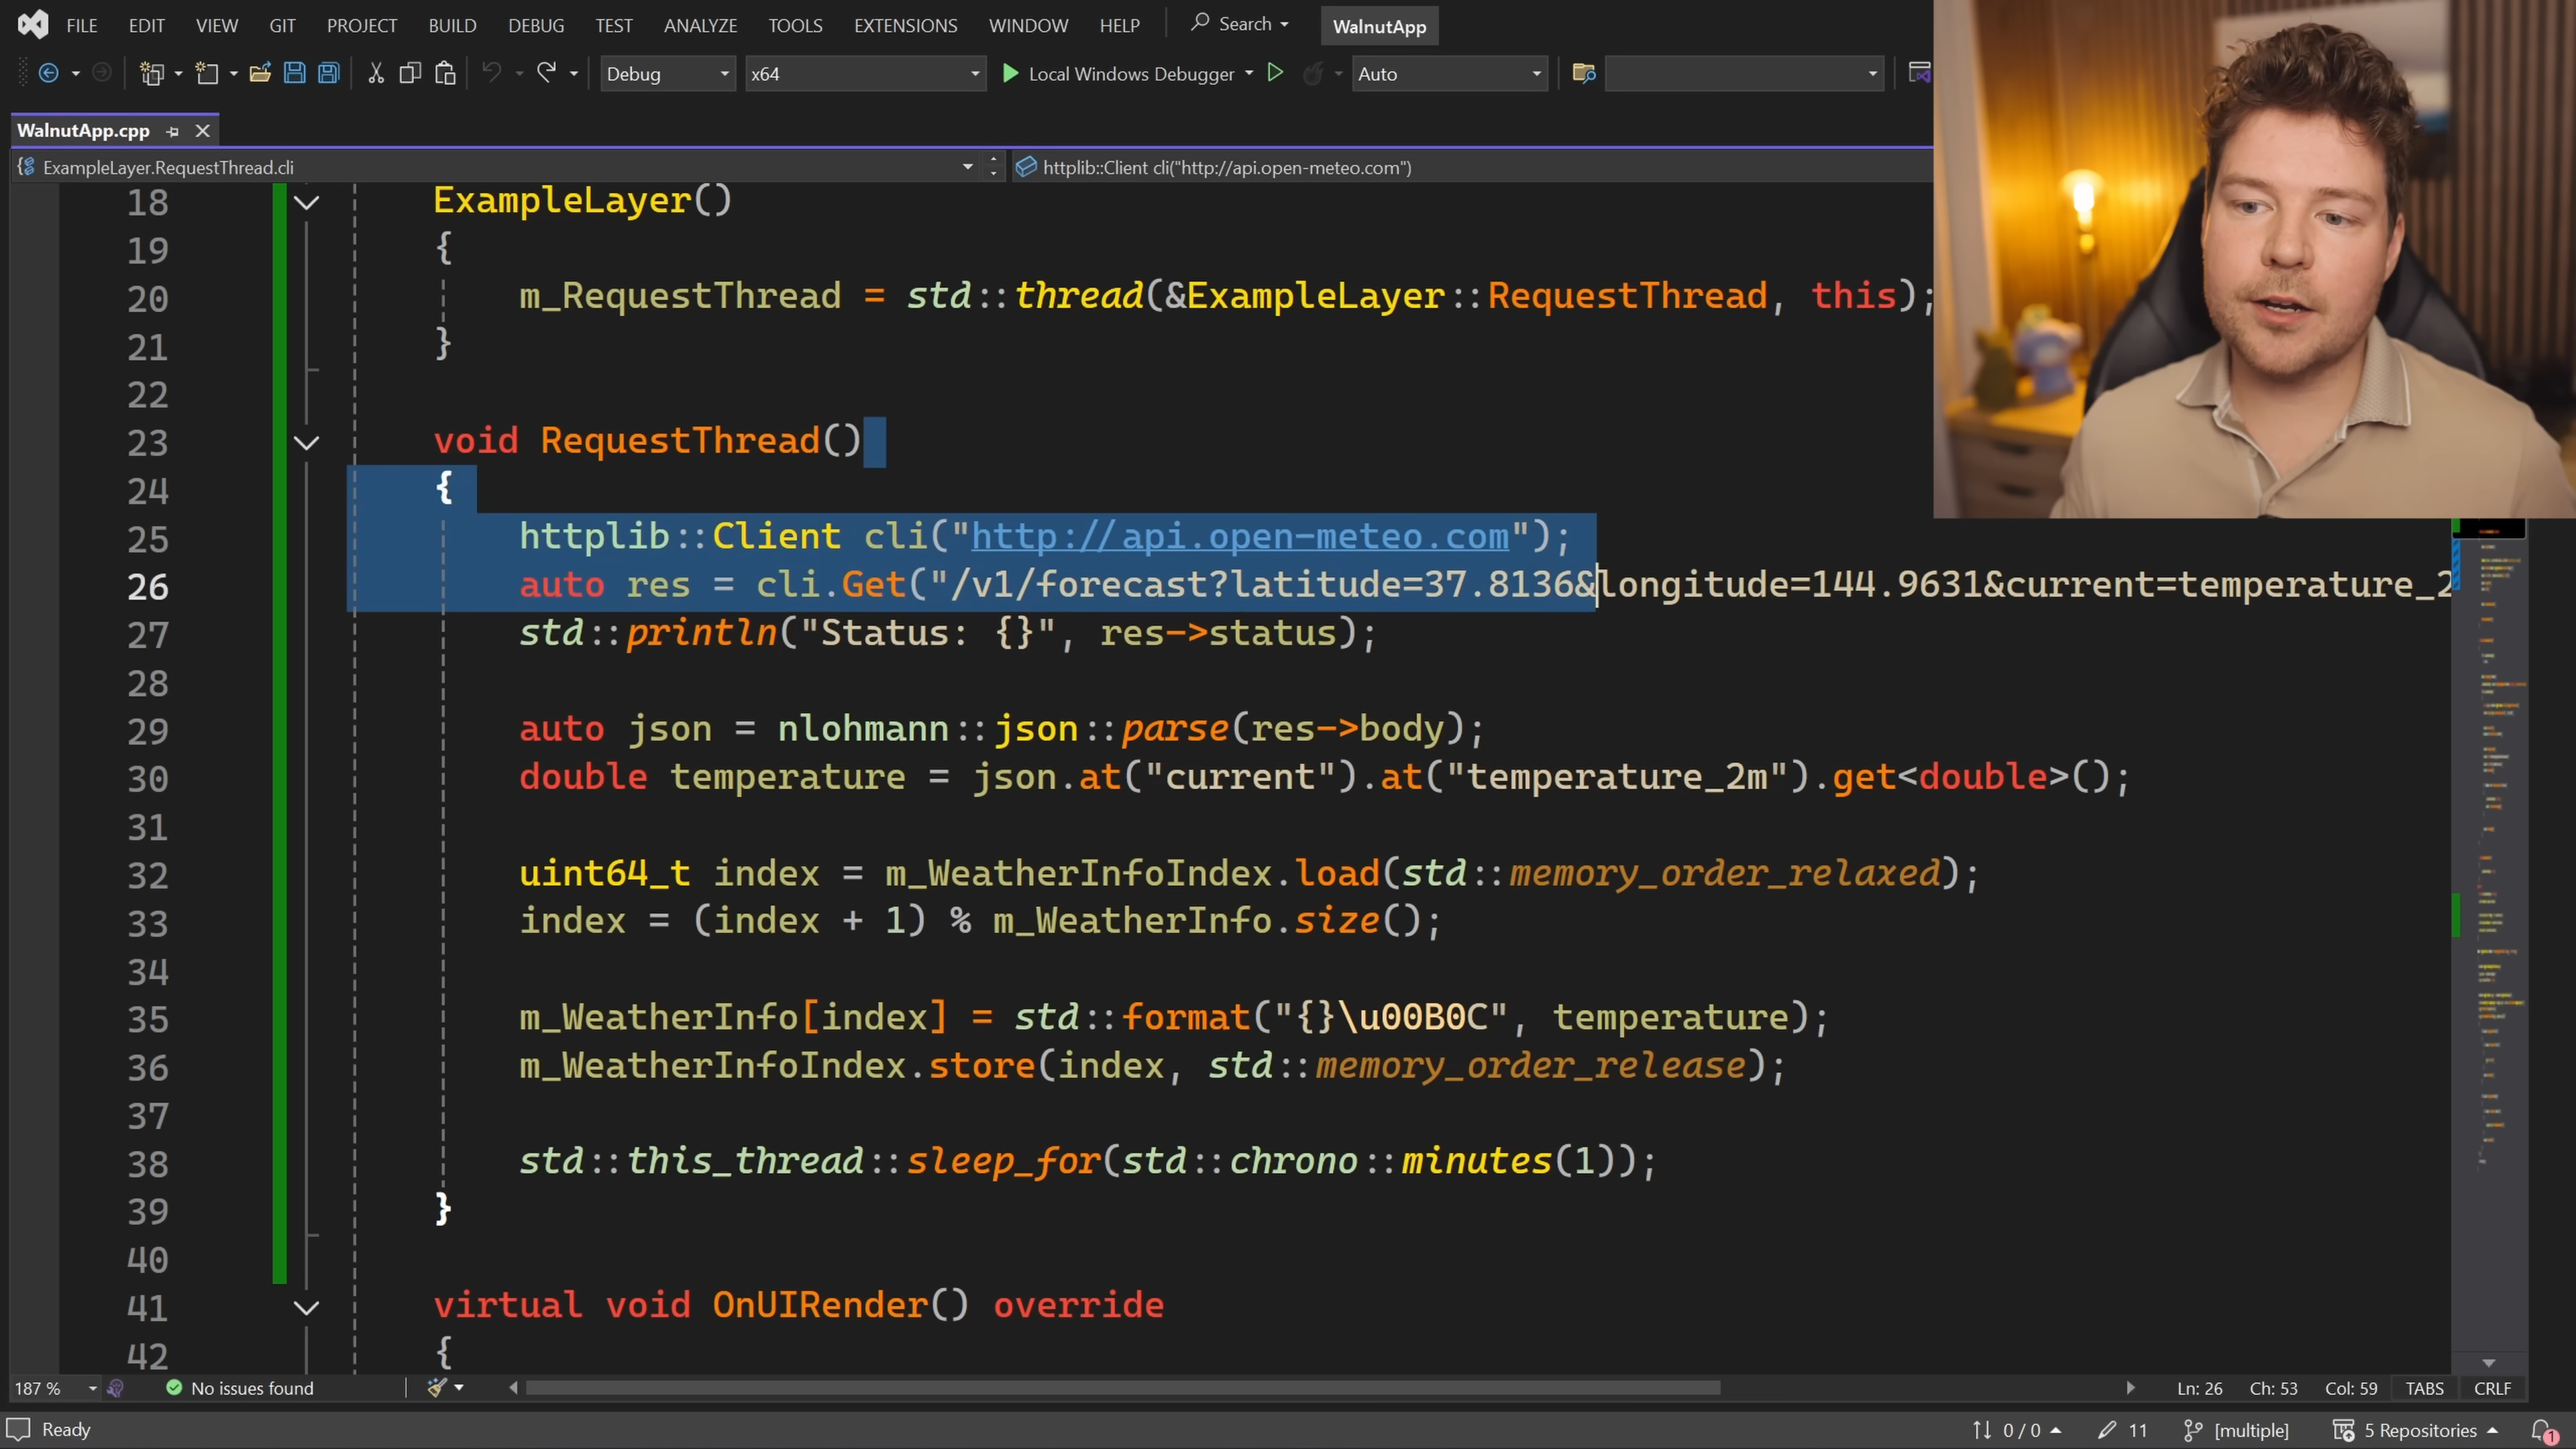 FILE EDIT VIEW GIT PROJECT BUILD DEBUG TEST ANALYZE TOOLS EXTENSIONS WINDOW HELP Search WalnutApp
Debug x64 Local Windows Debugger Auto
WalnutApp.cpp
ExampleLayer.RequestThread.cli httplib::Client cli("http://api.open-meteo.com")
18 ExampleLayer()
19 {
20 m_RequestThread = std::thread(&ExampleLayer::RequestThread, this);
21 }
22
23 void RequestThread()
24 {
25 httplib::Client cli("http://api.open-meteo.com");
26 auto res = cli.Get("/v1/forecast?latitude=37.8136&longitude=144.9631&current=temperature_2
27 std::println("Status: {}", res->status);
28
29 auto json = nlohmann::json::parse(res->body);
30 double temperature = json.at("current").at("temperature_2m").get<double>();
31
32 uint64_t index = m_WeatherInfoIndex.load(std::memory_order_relaxed);
33 index = (index + 1) % m_WeatherInfo.size();
34
35 m_WeatherInfo[index] = std::format("{}\u00B0C", temperature);
36 m_WeatherInfoIndex.store(index, std::memory_order_release);
37
38 std::this_thread::sleep_for(std::chrono::minutes(1));
39 }
40
41 virtual void OnUIRender() override
42 {
187 % No issues found Ln: 26 Ch: 53 Col: 59 TABS CRLF
Ready 0 / 0 11 [multiple] 5 Repositories 1